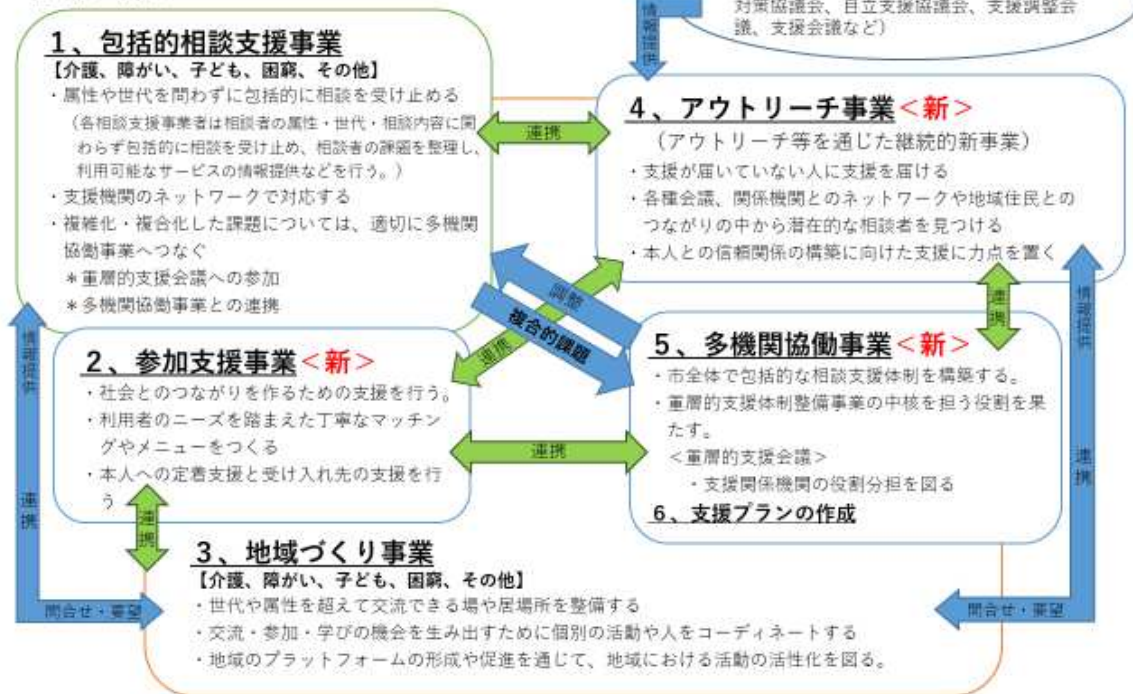 対策協議会、自立支援協議会、支援調整会
議、支援会議など）
情報提供
１、包括的相談支援事業
【介護、障がい、子ども、困窮、その他】
・属性や世代を問わずに包括的に相談を受け止める
（各相談支援事業者は相談者の属性・世代・相談内容に関
わらず包括的に相談を受け止め、相談者の課題を整理し、
利用可能なサービスの情報提供などを行う。）
・支援機関のネットワークで対応する
・複雑化・複合化した課題については、適切に多機関
協働事業へつなぐ
＊重層的支援会議への参加
＊多機関協働事業との連携
連携
４、アウトリーチ事業＜新＞
（アウトリーチ等を通じた継続的新事業）
・支援が届いていない人に支援を届ける
・各種会議、関係機関とのネットワークや地域住民との
つながりの中から潜在的な相談者を見つける
・本人との信頼関係の構築に向けた支援に力点を置く
調整
複合的課題
連携
連携
情報提供
連携
情報提供
連携
２、参加支援事業＜新＞
・社会とのつながりを作るための支援を行う。
・利用者のニーズを踏まえた丁寧なマッチン
グやメニューをつくる
・本人への定着支援と受け入れ先の支援を行
う
連携
連携
５、多機関協働事業＜新＞
・市全体で包括的な相談支援体制を構築する。
・重層的支援体制整備事業の中核を担う役割を果
たす。
＜重層的支援会議＞
・支援関係機関の役割分担を図る
６、支援プランの作成
３、地域づくり事業
【介護、障がい、子ども、困窮、その他】
・世代や属性を超えて交流できる場や居場所を整備する
・交流・参加・学びの機会を生み出すために個別の活動や人をコーディネートする
・地域のプラットフォームの形成や促進を通じて、地域における活動の活性化を図る。
問合せ・要望
問合せ・要望